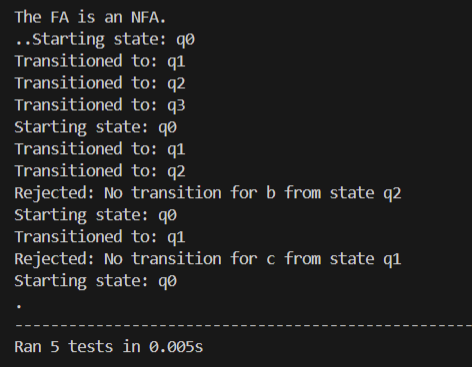 The FA is an NFA.
..Starting state: q0
Transitioned to: q1
Transitioned to: q2
Transitioned to: q3
Starting state: q0
Transitioned to: q1
Transitioned to: q2
Rejected: No transition for b from state q2
Starting state: q0
Transitioned to: q1
Rejected: No transition for c from state q1
Starting state: q0
.
----------------------------------------------------
Ran 5 tests in 0.005s